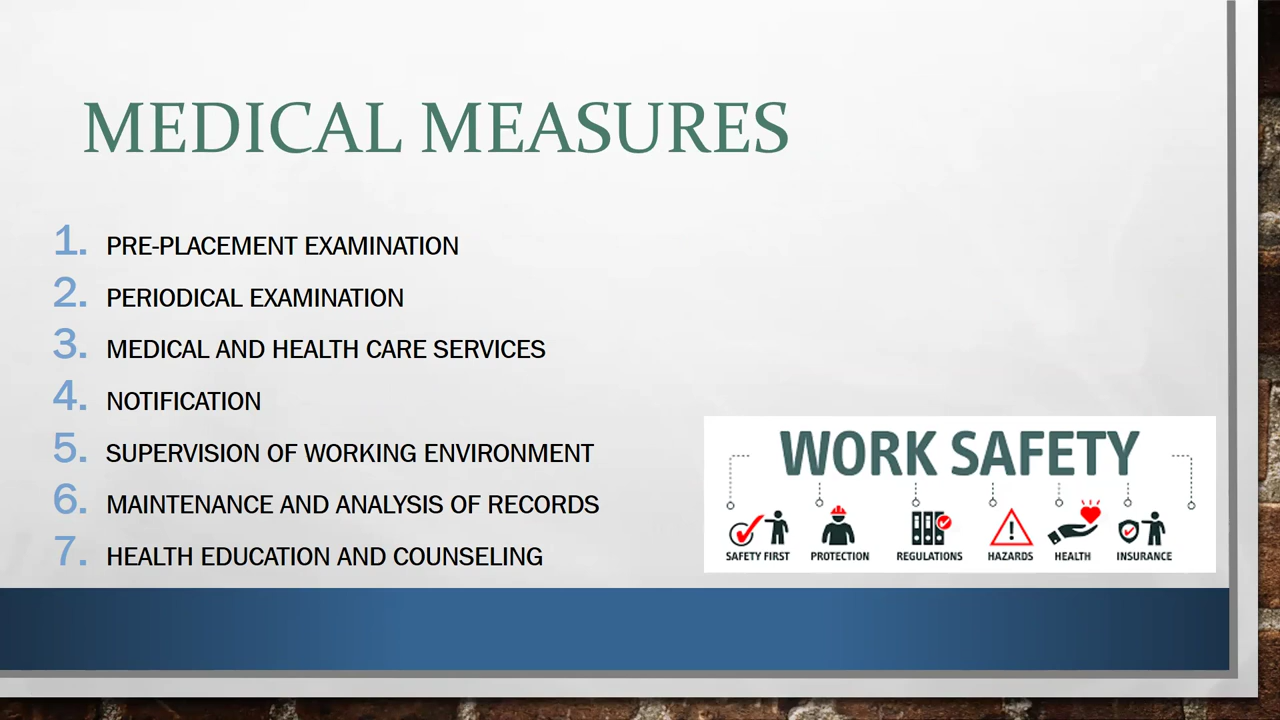 MEDICAL MEASURES
1. PRE-PLACEMENT EXAMINATION
2. PERIODICAL EXAMINATION
3. MEDICAL AND HEALTH CARE SERVICES
4. NOTIFICATION
5. SUPERVISION OF WORKING ENVIRONMENT
6. MAINTENANCE AND ANALYSIS OF RECORDS
7. HEALTH EDUCATION AND COUNSELING
WORK SAFETY
SAFETY FIRST PROTECTION REGULATIONS HAZARDS HEALTH INSURANCE